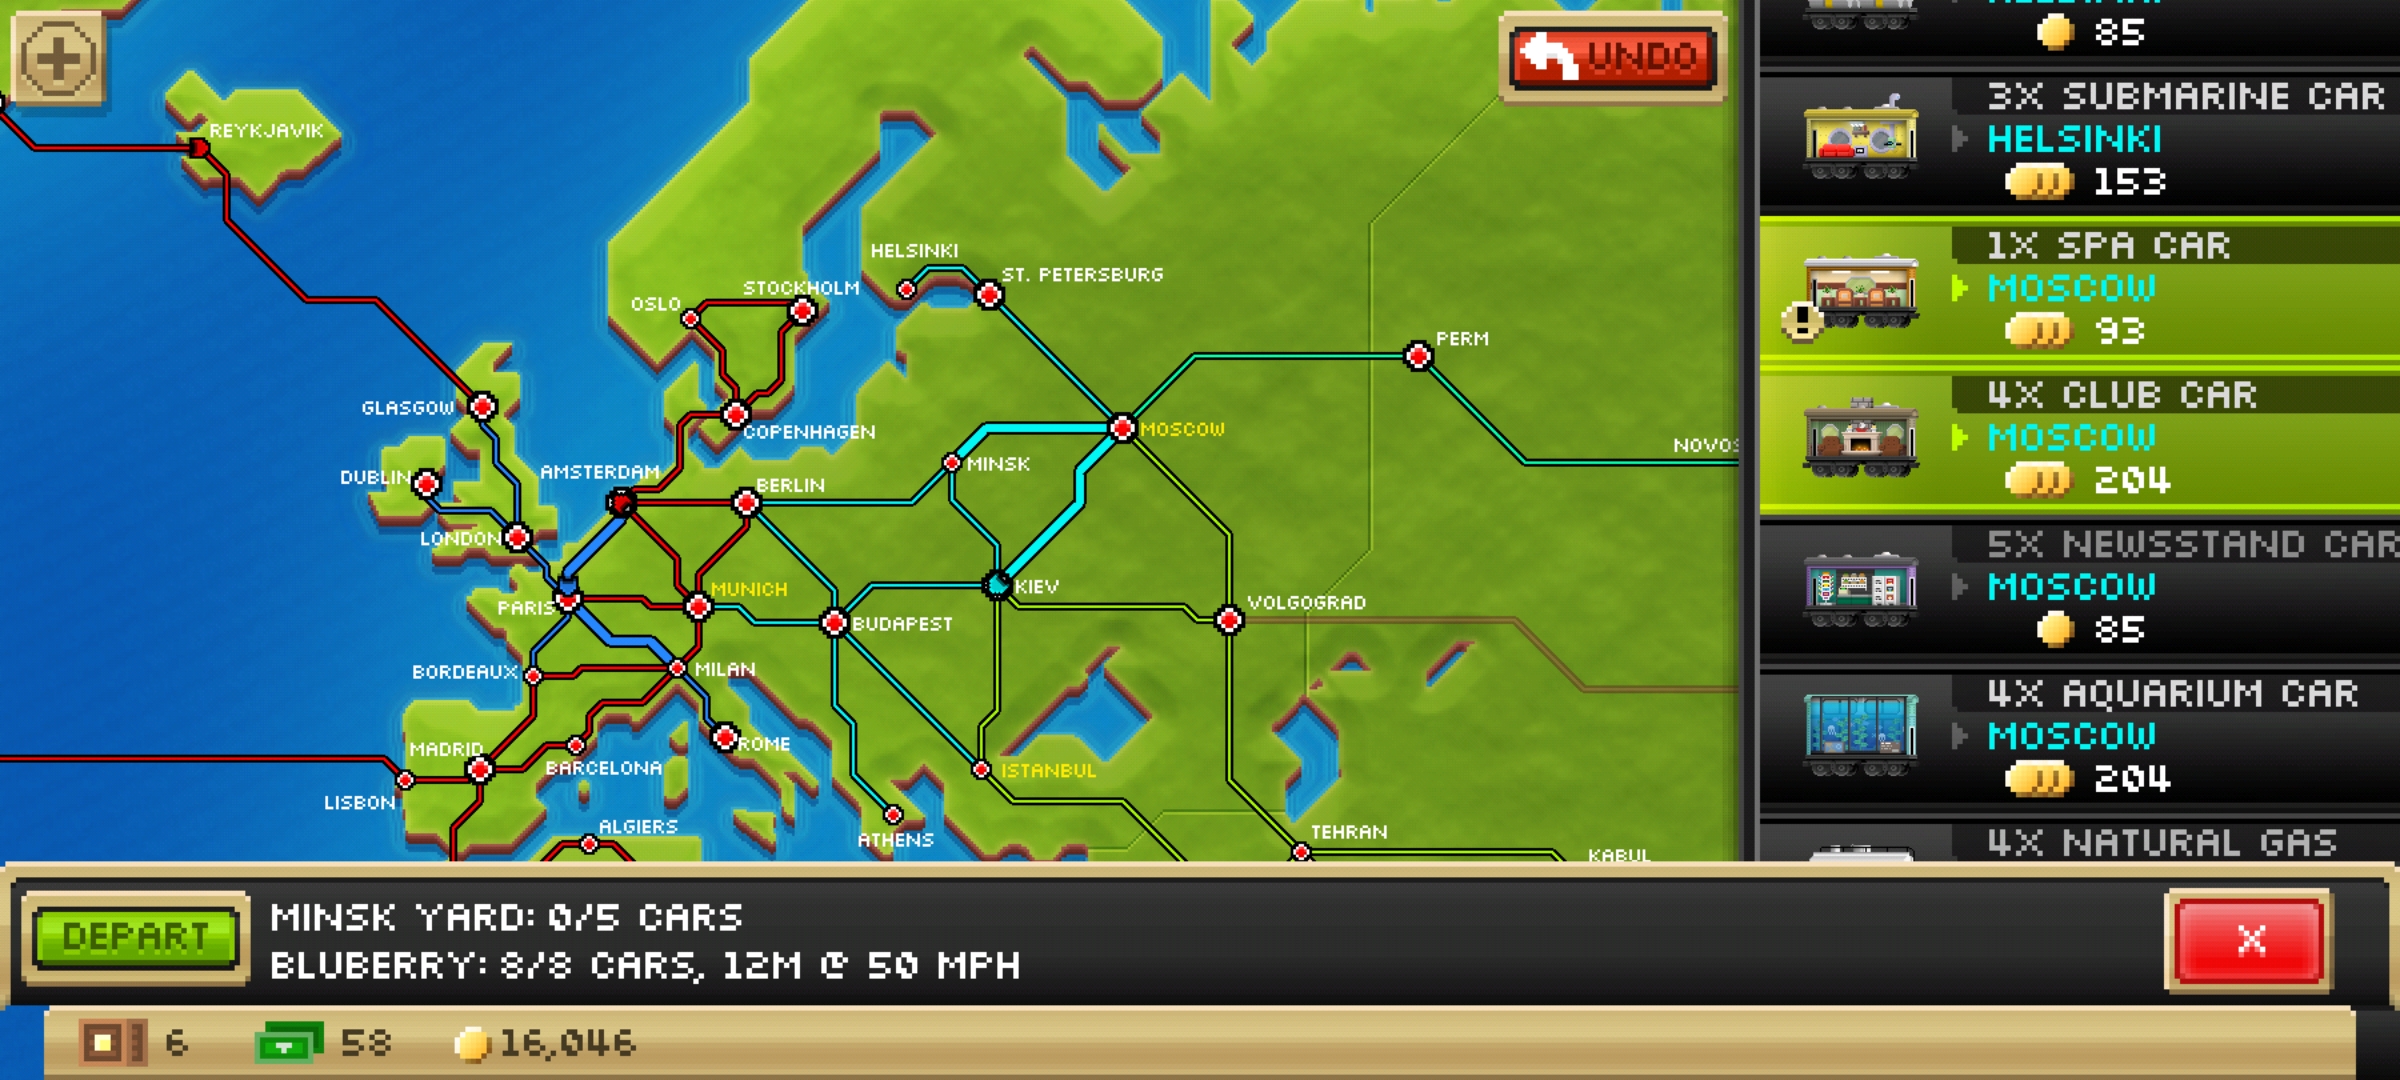 85
UNDO
3X SUBMARINE CAR
HELSINKI
153
1X SPA CAR
MOSCOW
93
4X CLUB CAR
MOSCOW
204
5X NEWSSTAND CAR
MOSCOW
85
4X AQUARIUM CAR
MOSCOW
204
4X NATURAL GAS
REYKJAVIK
HELSINKI
ST. PETERSBURG
STOCKHOLM
OSLO
PERM
GLASGOW
COPENHAGEN
MOSCOW
NOVOS
MINSK
AMSTERDAM
DUBLIN
BERLIN
LONDON
MUNICH
KIEV
PARIS
VOLGOGRAD
BUDAPEST
BORDEAUX
MILAN
MADRID
ROME
BARCELONA
ISTANBUL
LISBON
ALGIERS
ATHENS
TEHRAN
KABUL
DEPART
MINSK YARD: 0/5 CARS
BLUBERRY: 8/8 CARS, 12M @ 50 MPH
X
6
58
16,046